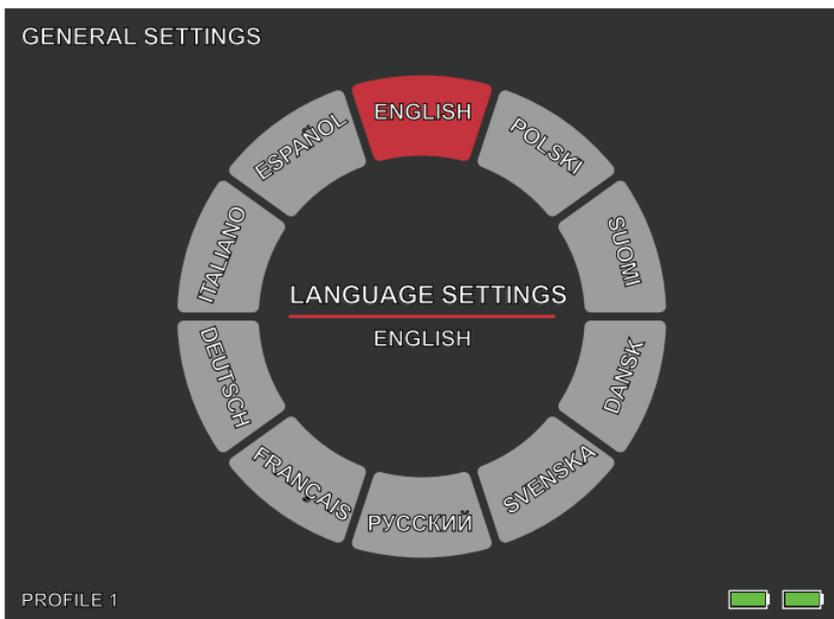 GENERAL SETTINGS
ENGLISH
POLSKI
SUOMI
DANSK
SVENSKA
РУССКИЙ
FRANÇAIS
DEUTSCH
ITALIANO
ESPAÑOL
LANGUAGE SETTINGS
ENGLISH
PROFILE 1